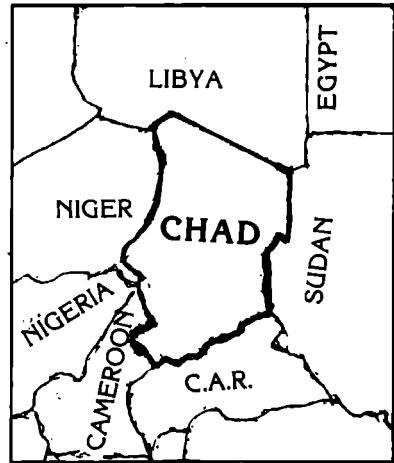 LIBYA
EGYPT
NIGER
CHAD
SUDAN
NIGERIA
CAMEROON
C.A.R.